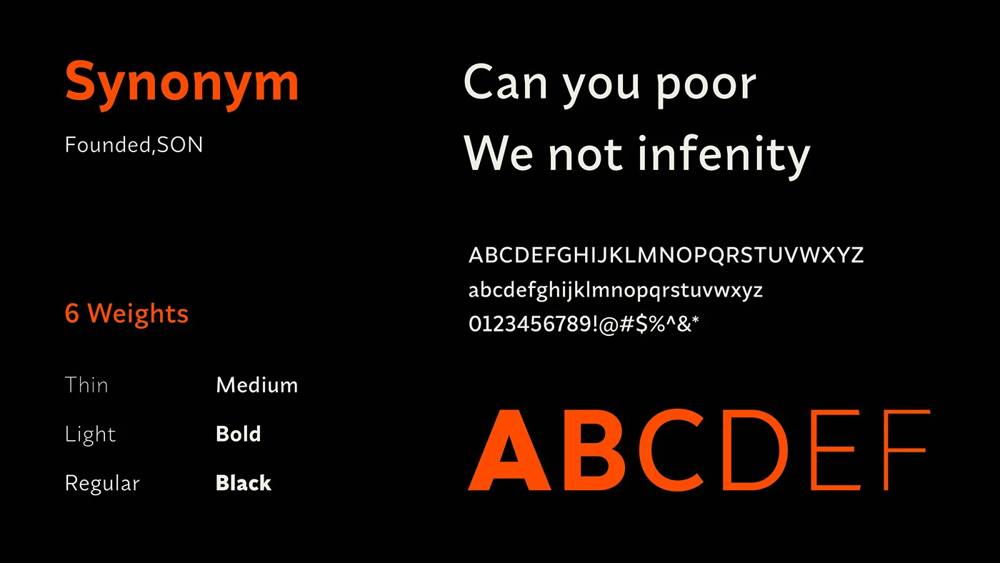 Synonym
Founded,SON
Can you poor
We not infenity
ABCDEFGHIJKLMNOPQRSTUVWXYZ
abcdefghijklmnopqrstuvwxyz
0123456789!@#$%^&*
6 Weights
Thin
Light
Regular
Medium
Bold
Black
ABCDEF